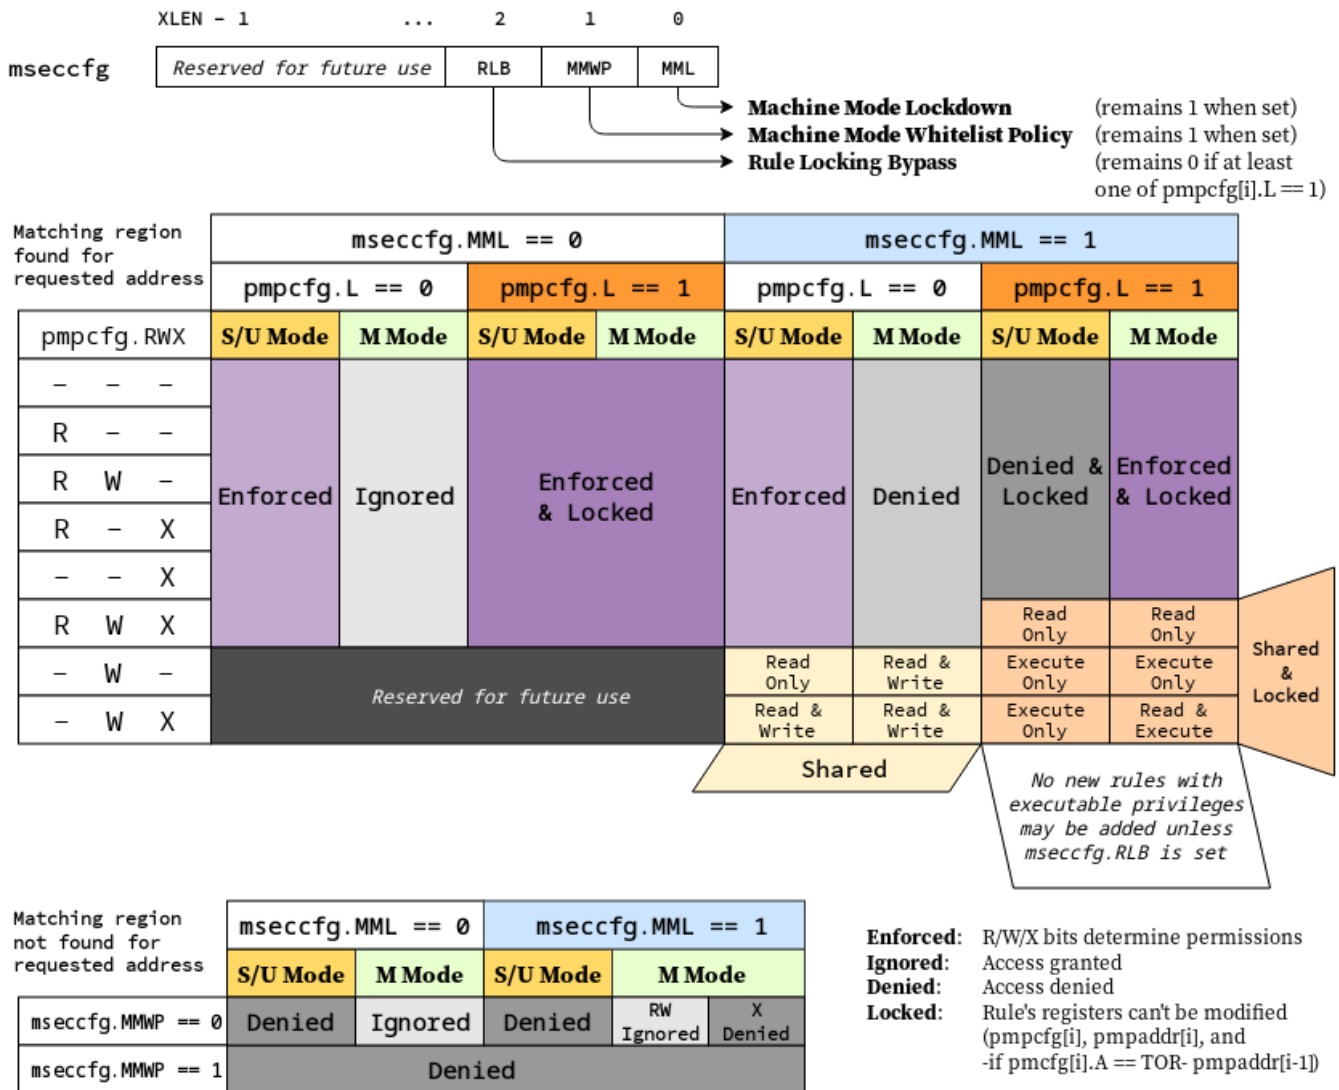 XLEN - 1 ... 2 1 0
mseccfg Reserved for future use RLB MMWP MML
Machine Mode Lockdown (remains 1 when set)
Machine Mode Whitelist Policy (remains 1 when set)
Rule Locking Bypass (remains 0 if at least
one of pmpcfg[i].L == 1)
Matching region
found for
requested address
mseccfg.MML == 0 mseccfg.MML == 1
pmpcfg.L == 0 pmpcfg.L == 1 pmpcfg.L == 0 pmpcfg.L == 1
pmpcfg.RWX S/U Mode M Mode S/U Mode M Mode S/U Mode M Mode S/U Mode M Mode
- - -
R - -
R W -
R - X
- - X
R W X
- W -
- W X
Enforced
Ignored
Enforced
& Locked
Enforced
Denied
Denied &
Locked
Enforced
& Locked
Read
Only
Read
Only
Reserved for future use
Read
Only
Read &
Write
Execute
Only
Execute
Only
Read &
Write
Read &
Write
Execute
Only
Read &
Execute
Shared
&
Locked
Shared
No new rules with
executable privileges
may be added unless
mseccfg.RLB is set
Matching region
not found for
requested address
mseccfg.MML == 0 mseccfg.MML == 1
S/U Mode M Mode S/U Mode M Mode
mseccfg.MMWP == 0 Denied Ignored Denied
RW
Ignored
X
Denied
mseccfg.MMWP == 1 Denied
Enforced: R/W/X bits determine permissions
Ignored: Access granted
Denied: Access denied
Locked: Rule's registers can't be modified
(pmpcfg[i], pmpaddr[i], and
-if pmcfg[i].A == TOR- pmpaddr[i-1])